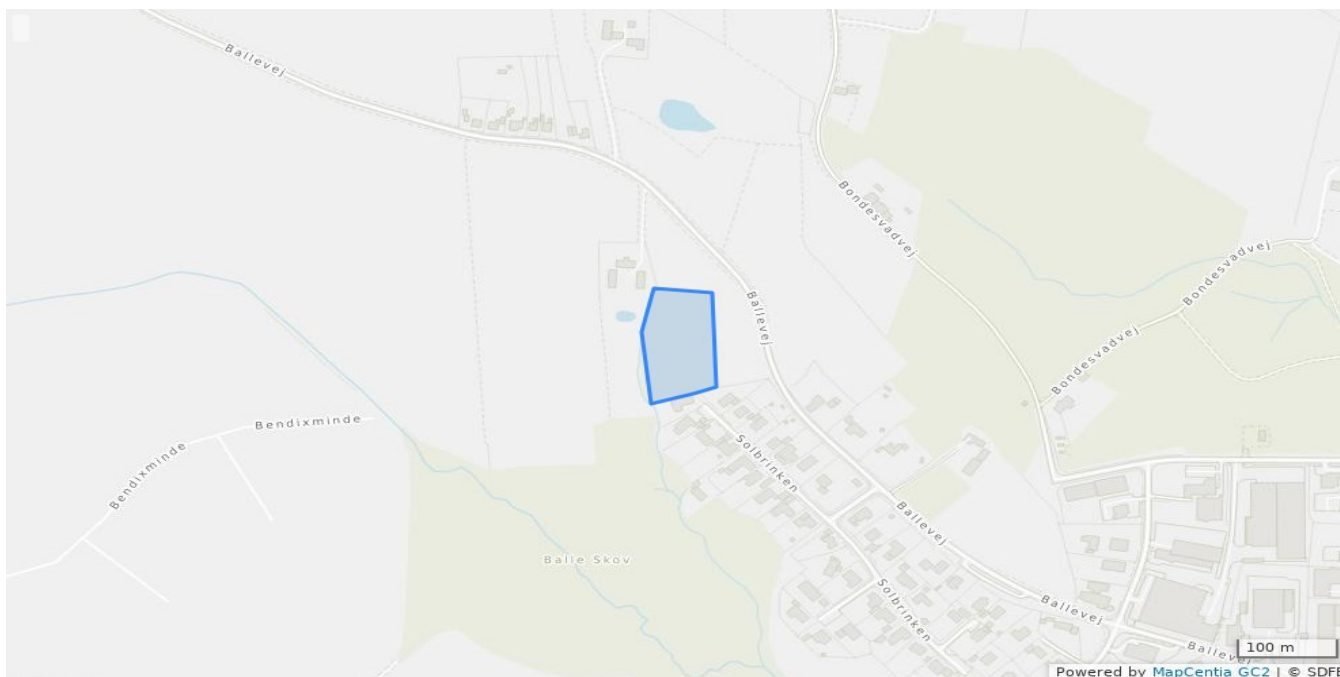 Ballevej
Bondesvadvej
Bondesvadvej
Ballevej
Bondesvadvej
Bendixminde
Bendixminde
Solbrinken
Ballevej
Balle Skov
Solbrinken
Ballevej
Ballevej
100 m
Powered by MapCentia GC2 | © SDFE